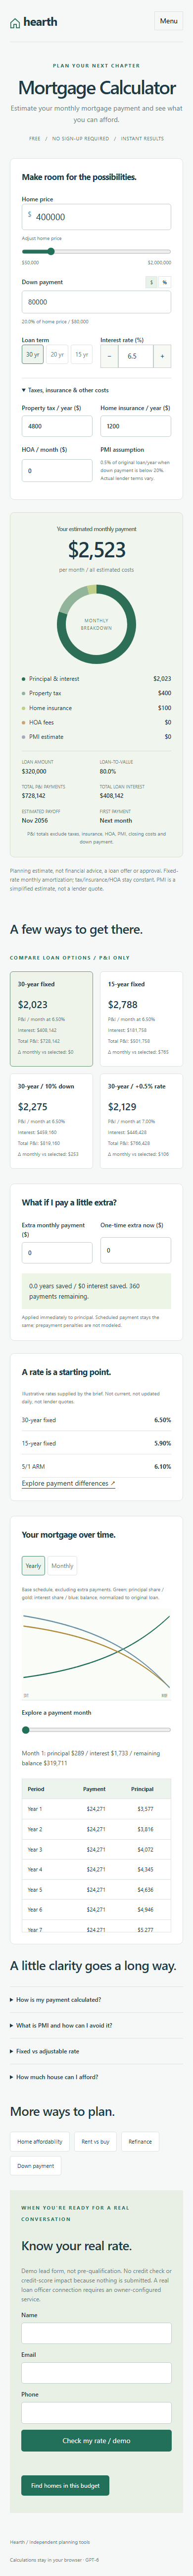 hearth
Menu
PLAN YOUR NEXT CHAPTER
Mortgage Calculator
Estimate your monthly mortgage payment and see what
you can afford.
FREE / NO SIGN-UP REQUIRED / INSTANT RESULTS
Make room for the possibilities.
Home price
$ 400000
Adjust home price
$50,000 $2,000,000
Down payment $ %
80000
20.0% of home price / $80,000
Loan term Interest rate (%)
30 yr 20 yr 15 yr − 6.5 +
▼ Taxes, insurance & other costs
Property tax / year ($) Home insurance / year ($)
4800 1200
HOA / month ($) PMI assumption
0
0.5% of original loan/year when
down payment is below 20%.
Actual lender terms vary.
Your estimated monthly payment
$2,523
per month / all estimated costs
MONTHLY
BREAKDOWN
Principal & interest $2,023
Property tax $400
Home insurance $100
HOA fees $0
PMI estimate $0
LOAN AMOUNT LOAN-TO-VALUE
$320,000 80.0%
TOTAL P&I PAYMENTS TOTAL LOAN INTEREST
$728,142 $408,142
ESTIMATED PAYOFF FIRST PAYMENT
Nov 2056 Next month
P&I totals exclude taxes, insurance, HOA, PMI, closing costs and
down payment.
Planning estimate, not financial advice, a loan offer or approval. Fixed-
rate monthly amortization; tax/insurance/HOA stay constant. PMI is a
simplified estimate, not a lender quote.
A few ways to get there.
COMPARE LOAN OPTIONS / P&I ONLY
30-year fixed
$2,023
P&I / month at 6.50%
Interest: $408,142
Total P&I: $728,142
Δ monthly vs selected: $0
15-year fixed
$2,788
P&I / month at 6.50%
Interest: $181,758
Total P&I: $501,758
Δ monthly vs selected: $765
30-year / 10% down
$2,275
P&I / month at 6.50%
Interest: $459,160
Total P&I: $819,160
Δ monthly vs selected: $253
30-year / +0.5% rate
$2,129
P&I / month at 7.00%
Interest: $446,428
Total P&I: $766,428
Δ monthly vs selected: $106
What if I pay a little extra?
Extra monthly payment
($)
One-time extra now ($)
0 0
0.0 years saved / $0 interest saved. 360
payments remaining.
Applied immediately to principal. Scheduled payment stays the
same; prepayment penalties are not modeled.
A rate is a starting point.
Illustrative rates supplied by the brief. Not current, not updated
daily, not lender quotes.
30-year fixed 6.50%
15-year fixed 5.90%
5/1 ARM 6.10%
Explore payment differences ↗
Your mortgage over time.
Yearly Monthly
Base schedule, excluding extra payments. Green: principal share /
gold: interest share / blue: balance, normalized to original loan.
Explore a payment month
Month 1: principal $289 / interest $1,733 / remaining
balance $319,711
Period Payment Principal
Year 1 $24,271 $3,577
Year 2 $24,271 $3,816
Year 3 $24,271 $4,072
Year 4 $24,271 $4,345
Year 5 $24,271 $4,636
Year 6 $24,271 $4,946
Year 7 $24,271 $5,277
A little clarity goes a long way.
▶ How is my payment calculated?
▶ What is PMI and how can I avoid it?
▶ Fixed vs adjustable rate
▶ How much house can I afford?
More ways to plan.
Home affordability Rent vs buy Refinance
Down payment
WHEN YOU'RE READY FOR A REAL
CONVERSATION
Know your real rate.
Demo lead form, not pre-qualification. No credit check or
credit-score impact because nothing is submitted. A real
loan officer connection requires an owner-configured
service.
Name
Email
Phone
Check my rate / demo
Find homes in this budget
Hearth / Independent planning tools